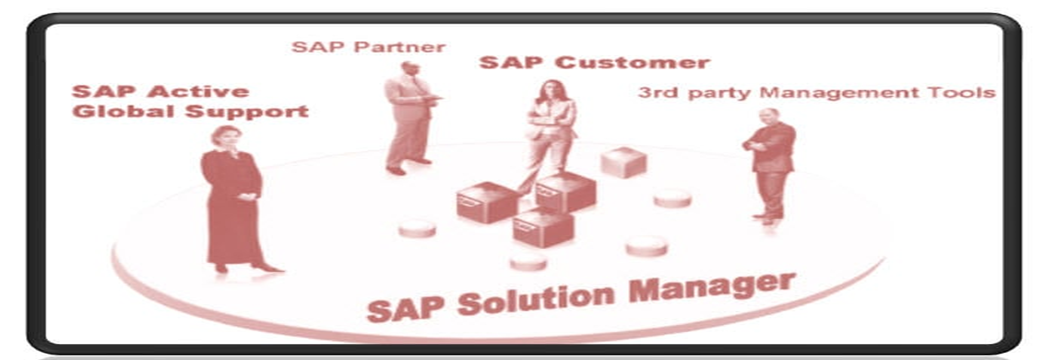 SAP Partner
SAP Customer
SAP Active
Global Support
3rd party Management Tools
SAP Solution Manager